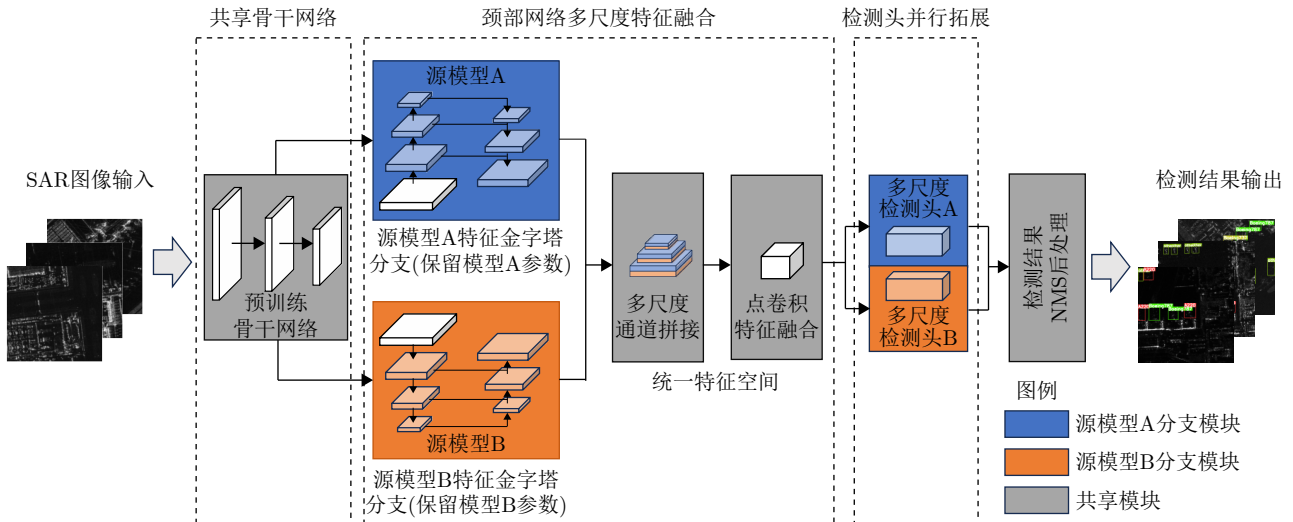 共享骨干网络
颈部网络多尺度特征融合
检测头并行拓展
SAR图像输入
预训练
骨干网络
源模型A
源模型A特征金字塔
分支(保留模型A参数)
源模型B
源模型B特征金字塔
分支(保留模型B参数)
多尺度
通道拼接
点卷积
特征融合
统一特征空间
多尺度
检测头A
多尺度
检测头B
检测结果
NMS后处理
检测结果输出
图例
源模型A分支模块
源模型B分支模块
共享模块